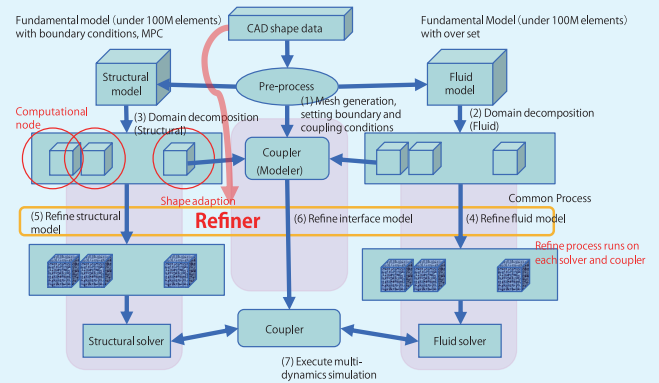 Fundamental model (under 100M elements)
with boundary conditions, MPC
CAD shape data
Fundamental Model (under 100M elements)
with over set
Structural
model
Pre-process
Fluid
model
Computational
node
(3) Domain decomposition
(Structural)
(1) Mesh generation,
setting boundary and
coupling conditions
(2) Domain decomposition
(Fluid)
Coupler
(Modeler)
Shape adaption
Common Process
(5) Refine structural
model
Refiner
(6) Refine interface model
(4) Refine fluid model
Refine process runs on
each solver and coupler
Structural solver
Coupler
Fluid solver
(7) Execute multi-
dynamics simulation